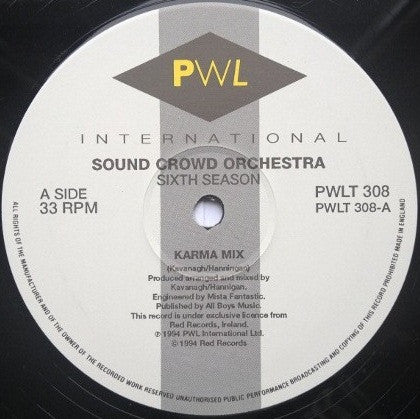 PWL
INTERNATIONAL
SOUND CROWD ORCHESTRA
SIXTH SEASON
A SIDE
33 RPM
PWLT 308
PWLT 308-A
KARMA MIX
(Kavanagh/Hannigan)
Produced arranged and mixed by
Kavanagh/Hannigan.
Engineered by Mista Fantastic.
Published by All Boys Music.
This record is under exclusive licence from
Red Records, Ireland.
℗ 1994 PWL International Ltd.
© 1994 Red Records
ALL RIGHTS OF THE MANUFACTURER AND OF THE OWNER OF THE RECORDED WORK RESERVED UNAUTHORISED PUBLIC PERFORMANCE BROADCASTING AND COPYING OF THIS RECORD PROHIBITED MADE IN ENGLAND